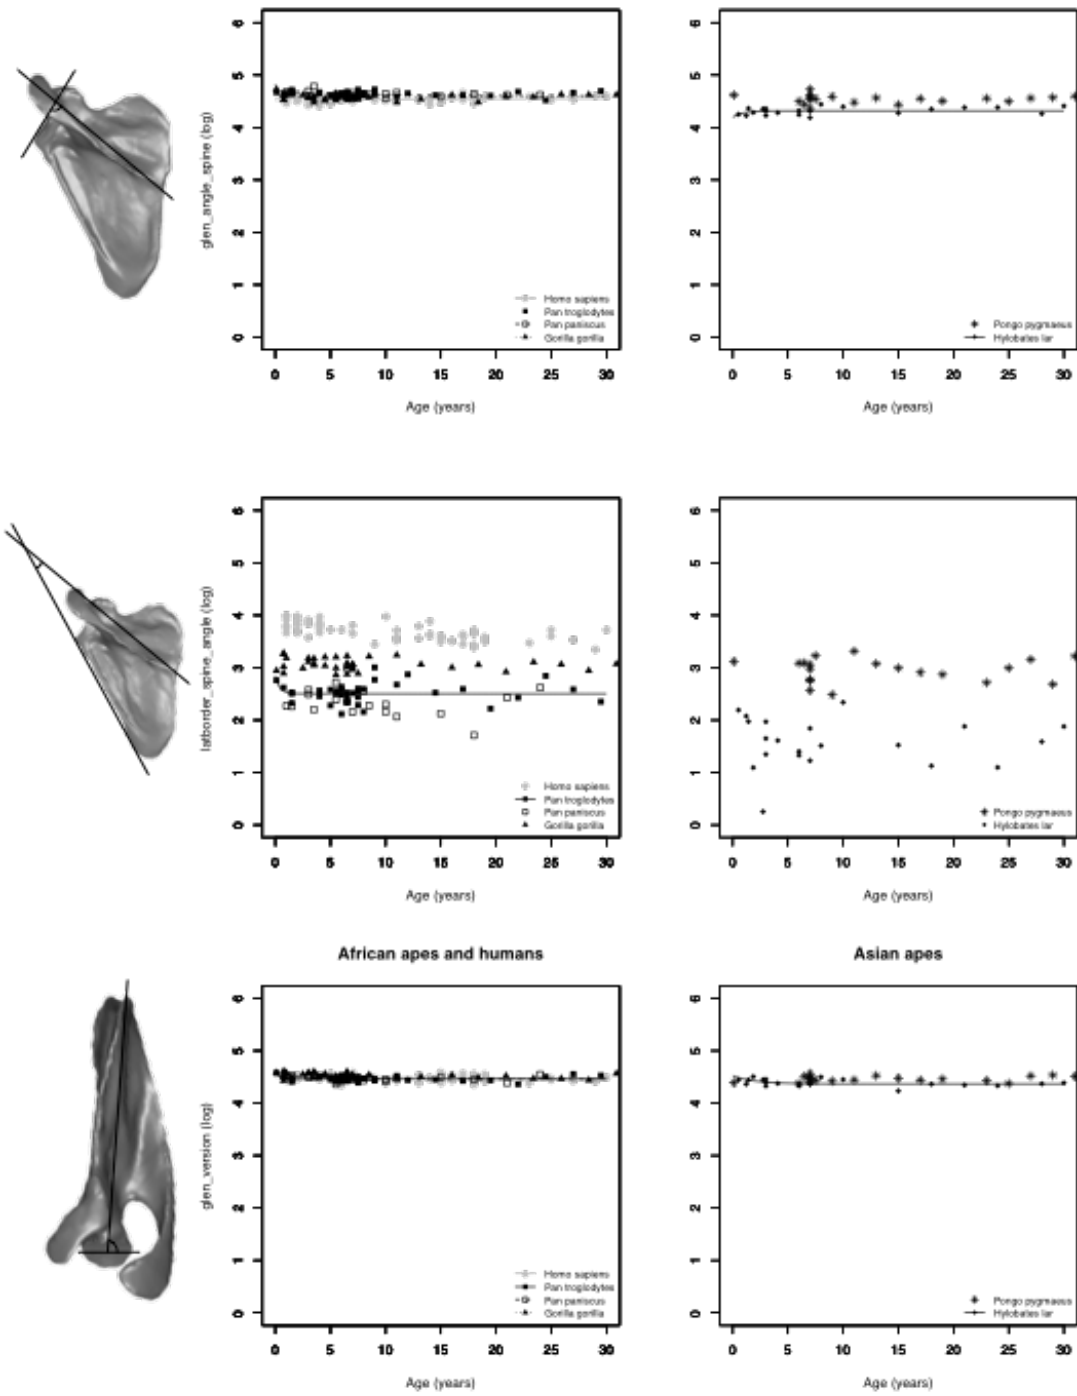 glen_angle_spine (log)
6
5
4
3
2
1
0
Homo sapiens
Pan troglodytes
Pan paniscus
Gorilla gorilla
0 5 10 15 20 25 30
Age (years)
6
5
4
3
2
1
0
Pongo pygmaeus
Hylobates lar
0 5 10 15 20 25 30
Age (years)
latborder_spine_angle (log)
6
5
4
3
2
1
0
Homo sapiens
Pan troglodytes
Pan paniscus
Gorilla gorilla
0 5 10 15 20 25 30
Age (years)
6
5
4
3
2
1
0
Pongo pygmaeus
Hylobates lar
0 5 10 15 20 25 30
Age (years)
African apes and humans
Asian apes
glen_version (log)
6
5
4
3
2
1
0
Homo sapiens
Pan troglodytes
Pan paniscus
Gorilla gorilla
0 5 10 15 20 25 30
Age (years)
6
5
4
3
2
1
0
Pongo pygmaeus
Hylobates lar
0 5 10 15 20 25 30
Age (years)